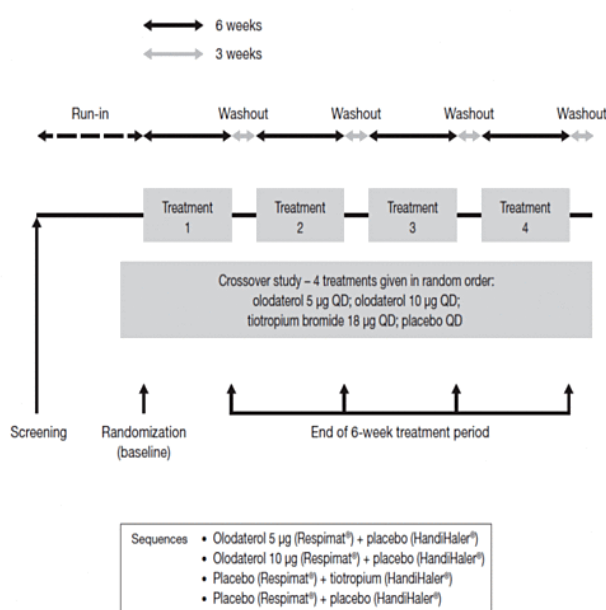 6 weeks
3 weeks
Run-in
Washout Washout Washout Washout
Treatment 1
Treatment 2
Treatment 3
Treatment 4
Crossover study – 4 treatments given in random order:
olodaterol 5 μg QD; olodaterol 10 μg QD;
tiotropium bromide 18 μg QD; placebo QD
Screening
Randomization
(baseline)
End of 6-week treatment period
Sequences • Olodaterol 5 μg (Respimat®) + placebo (HandiHaler®)
• Olodaterol 10 μg (Respimat®) + placebo (HandiHaler®)
• Placebo (Respimat®) + tiotropium (HandiHaler®)
• Placebo (Respimat®) + placebo (HandiHaler®)